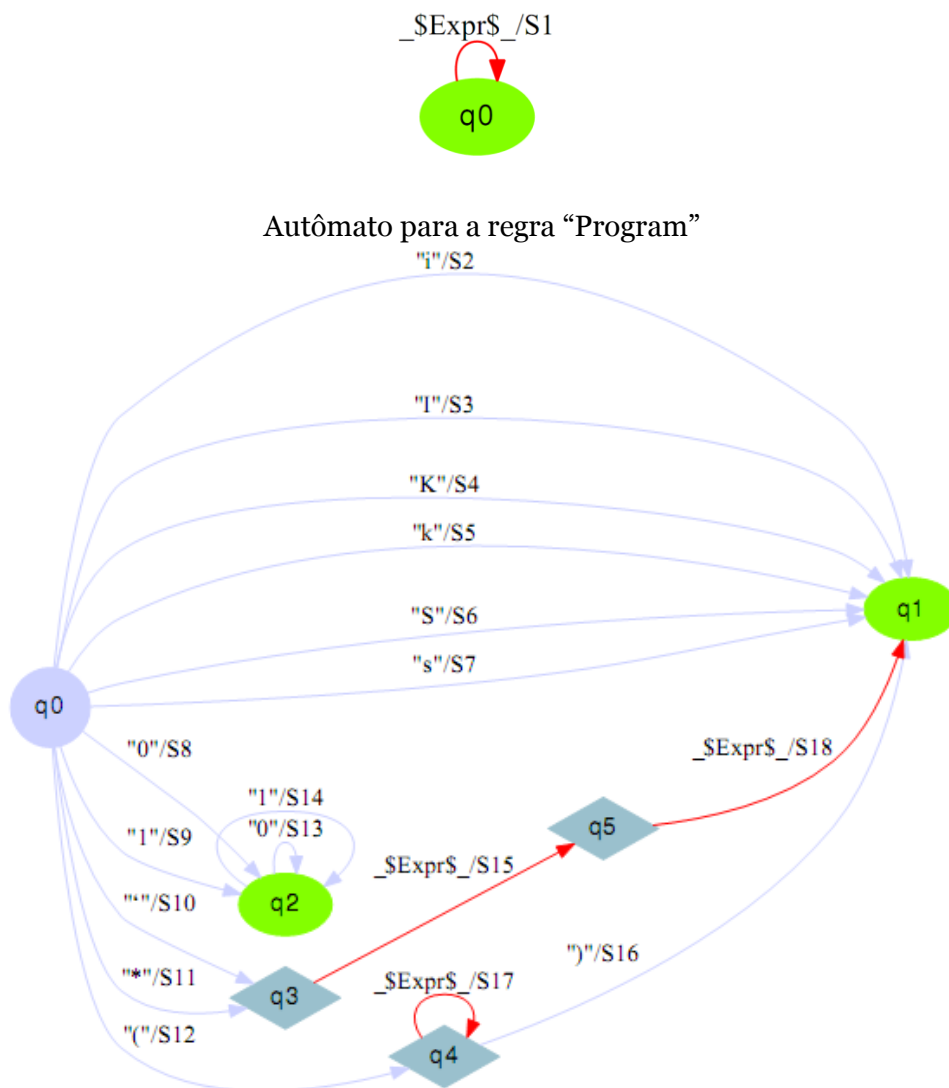 _$Expr$_/S1
q0
Autômato para a regra “Program”
"i"/S2
"I"/S3
"K"/S4
"k"/S5
"S"/S6
q1
"s"/S7
q0
_$Expr$_/S18
"0"/S8
"1"/S14
"0"/S13
q5
"1"/S9
_$Expr$_/S15
q2
"‘"/S10
")"/S16
"*"/S11
_$Expr$_/S17
q3
"("/S12
q4